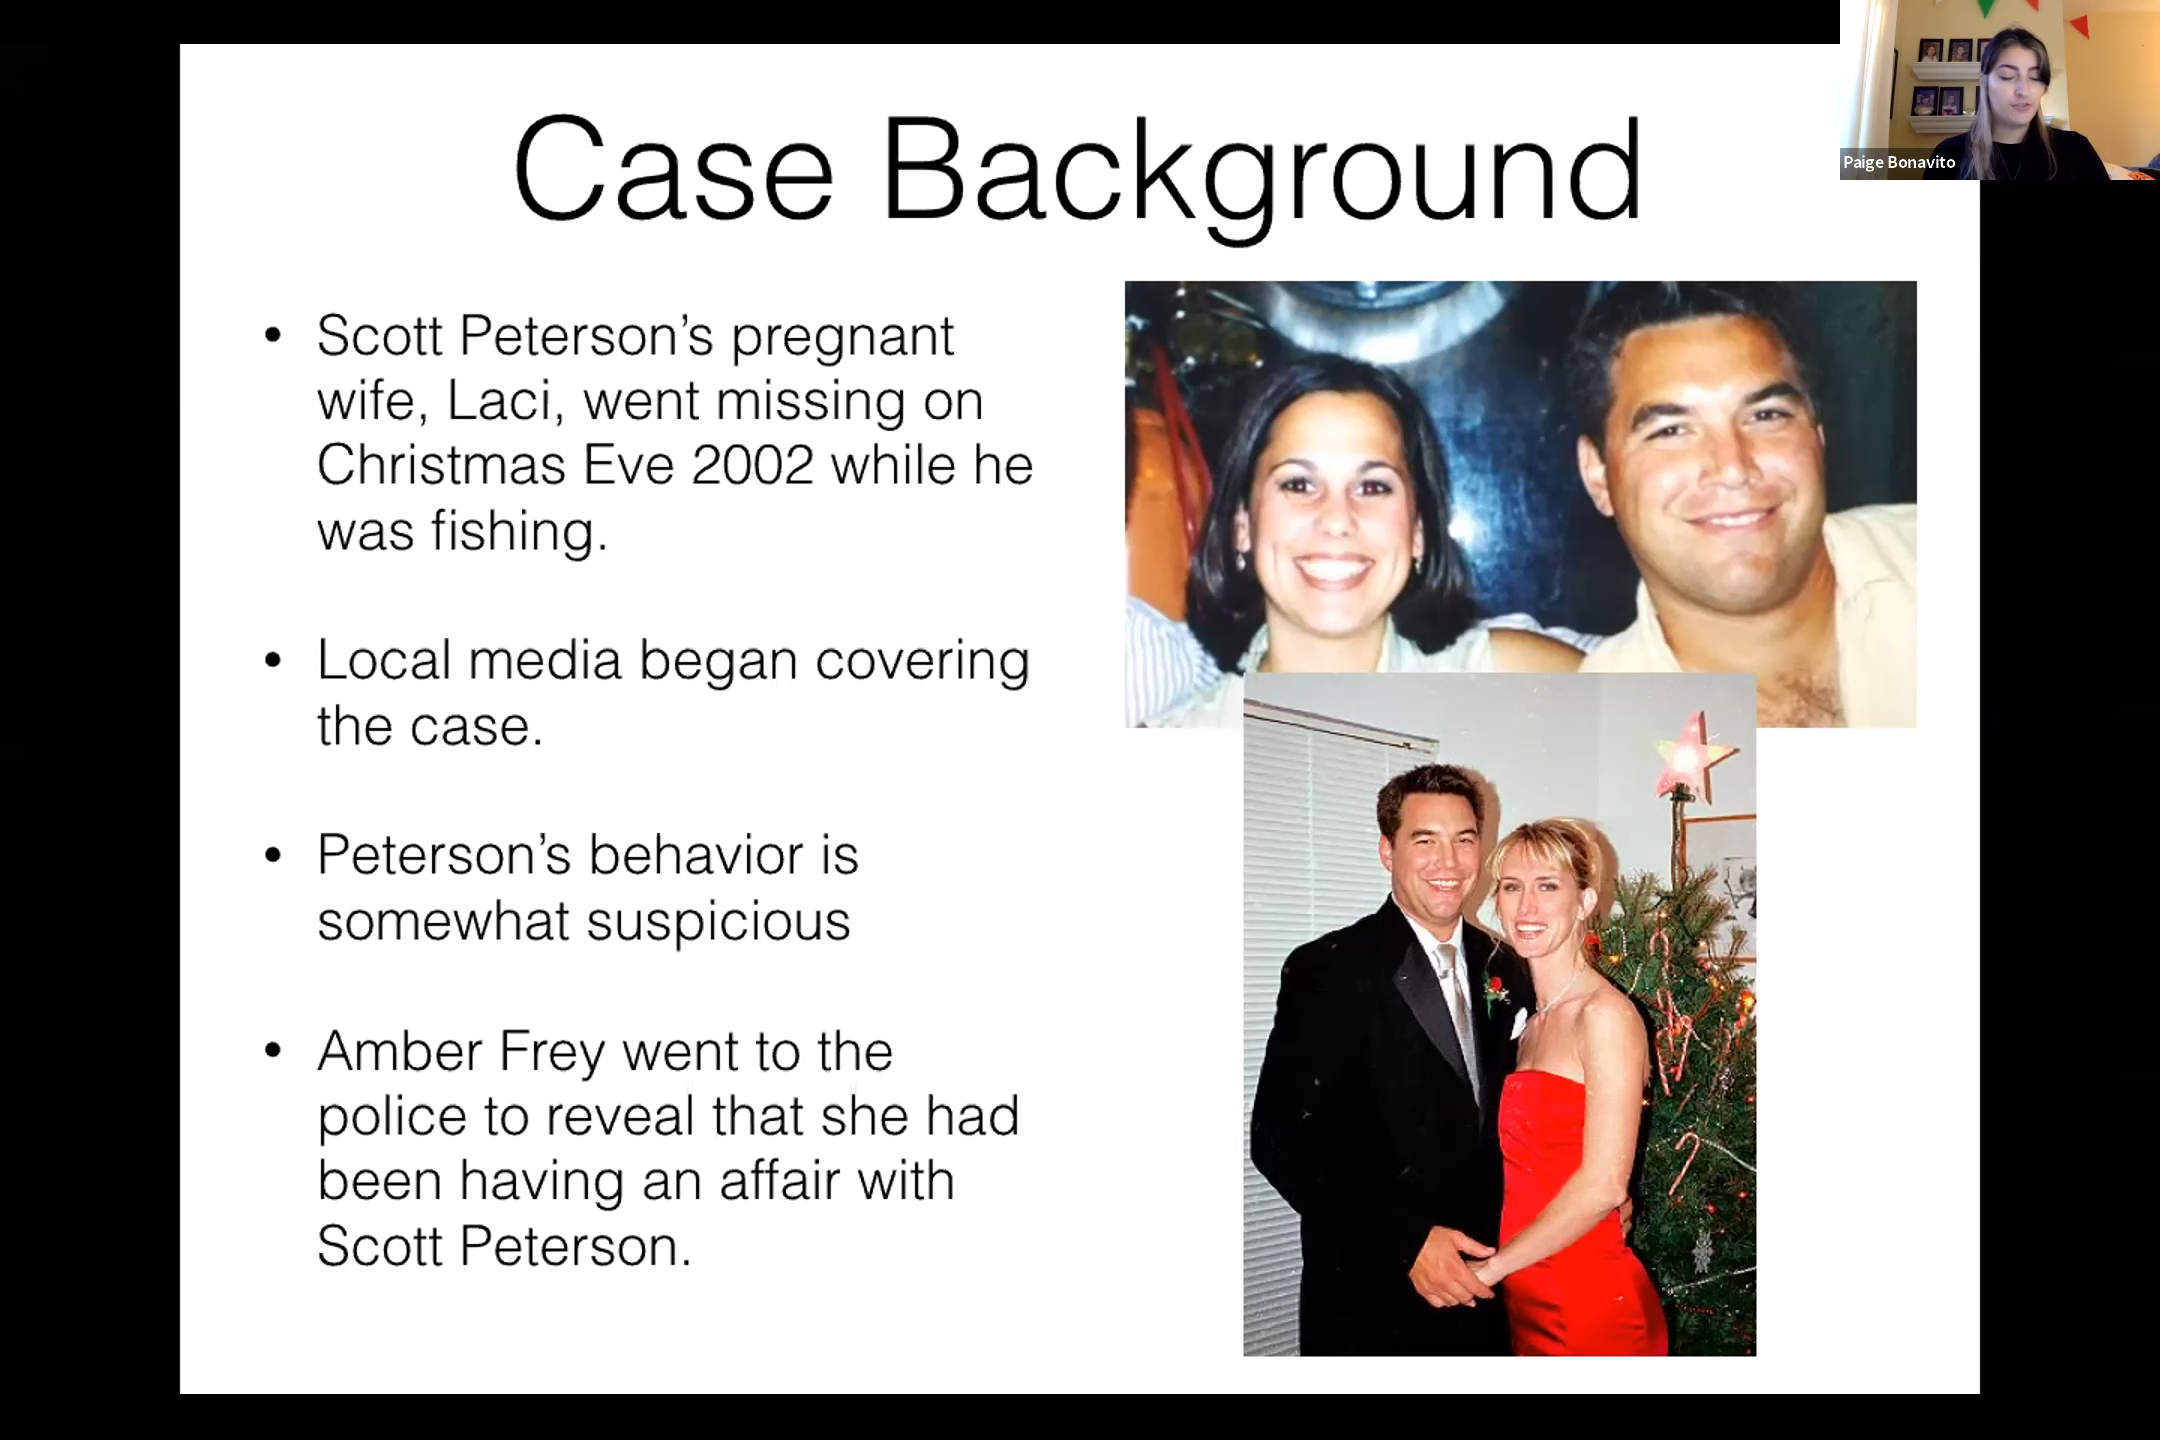 Case Background
Paige Bonavito
• Scott Peterson’s pregnant
wife, Laci, went missing on
Christmas Eve 2002 while he
was fishing.
• Local media began covering
the case.
• Peterson’s behavior is
somewhat suspicious
• Amber Frey went to the
police to reveal that she had
been having an affair with
Scott Peterson.